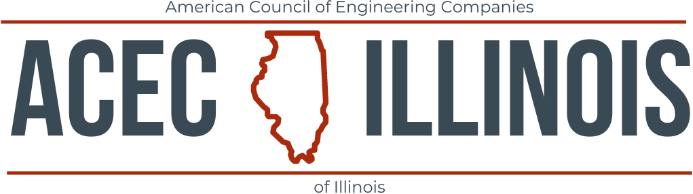 American Council of Engineering Companies
ACEC ILLINOIS
of Illinois